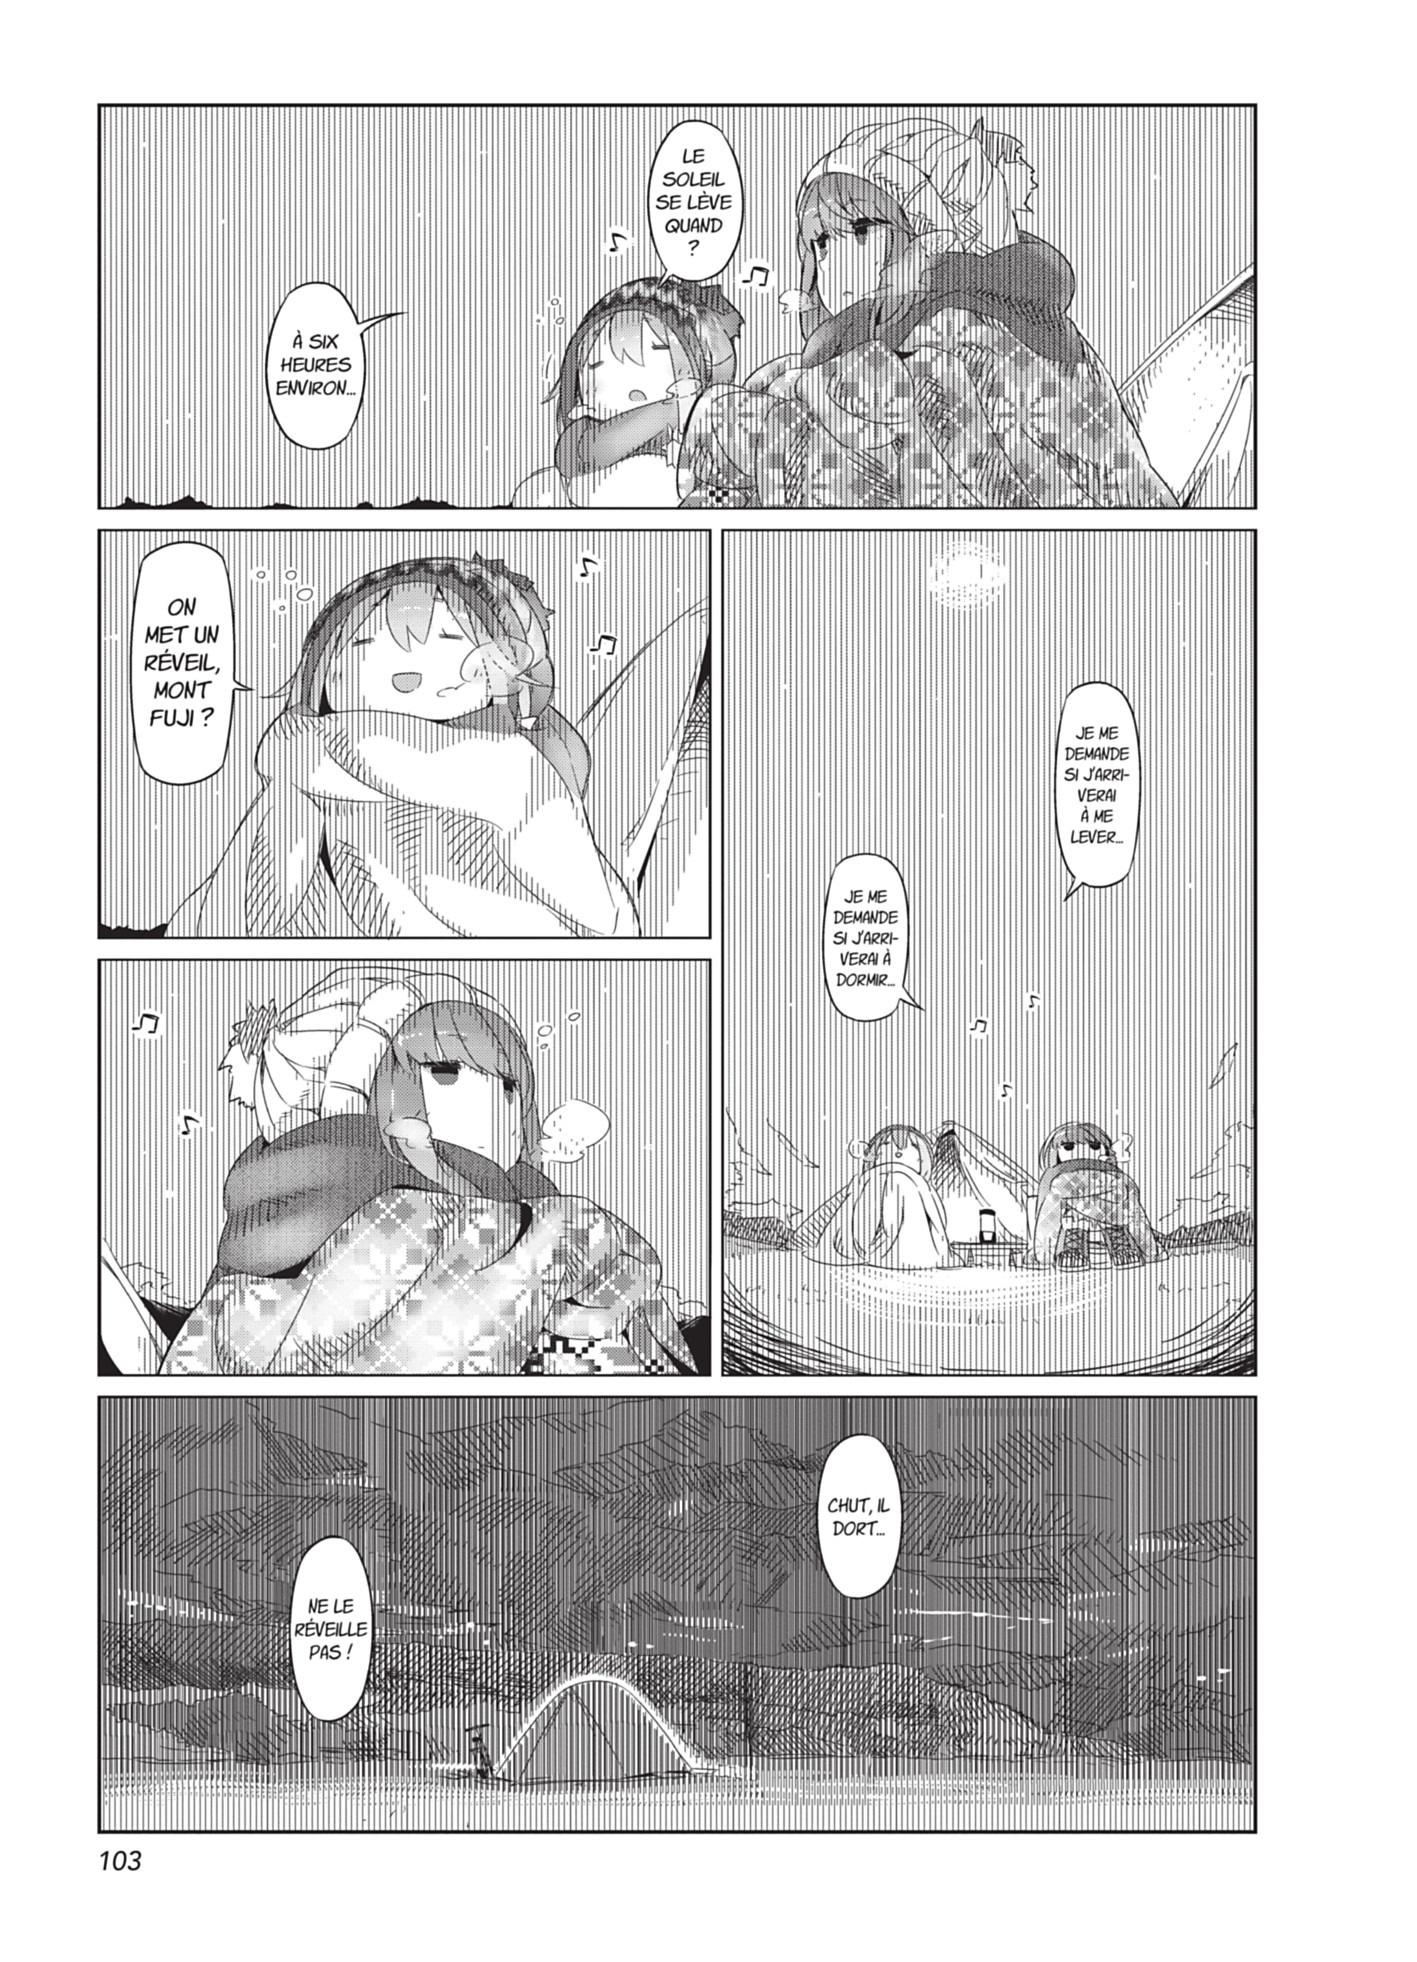 LE
SOLEIL
SE LÈVE
QUAND
?
À SIX
HEURES
ENVIRON...
JE ME
DEMANDE
SI J'ARRI-
VERAI
À ME
LEVER...
JE ME
DEMANDE
SI J'ARRI-
VERAI À
DORMIR...
ON
MET UN
RÉVEIL,
MONT
FUJI ?
CHUT, IL
DORT...
NE LE
RÉVEILLE
PAS !
103